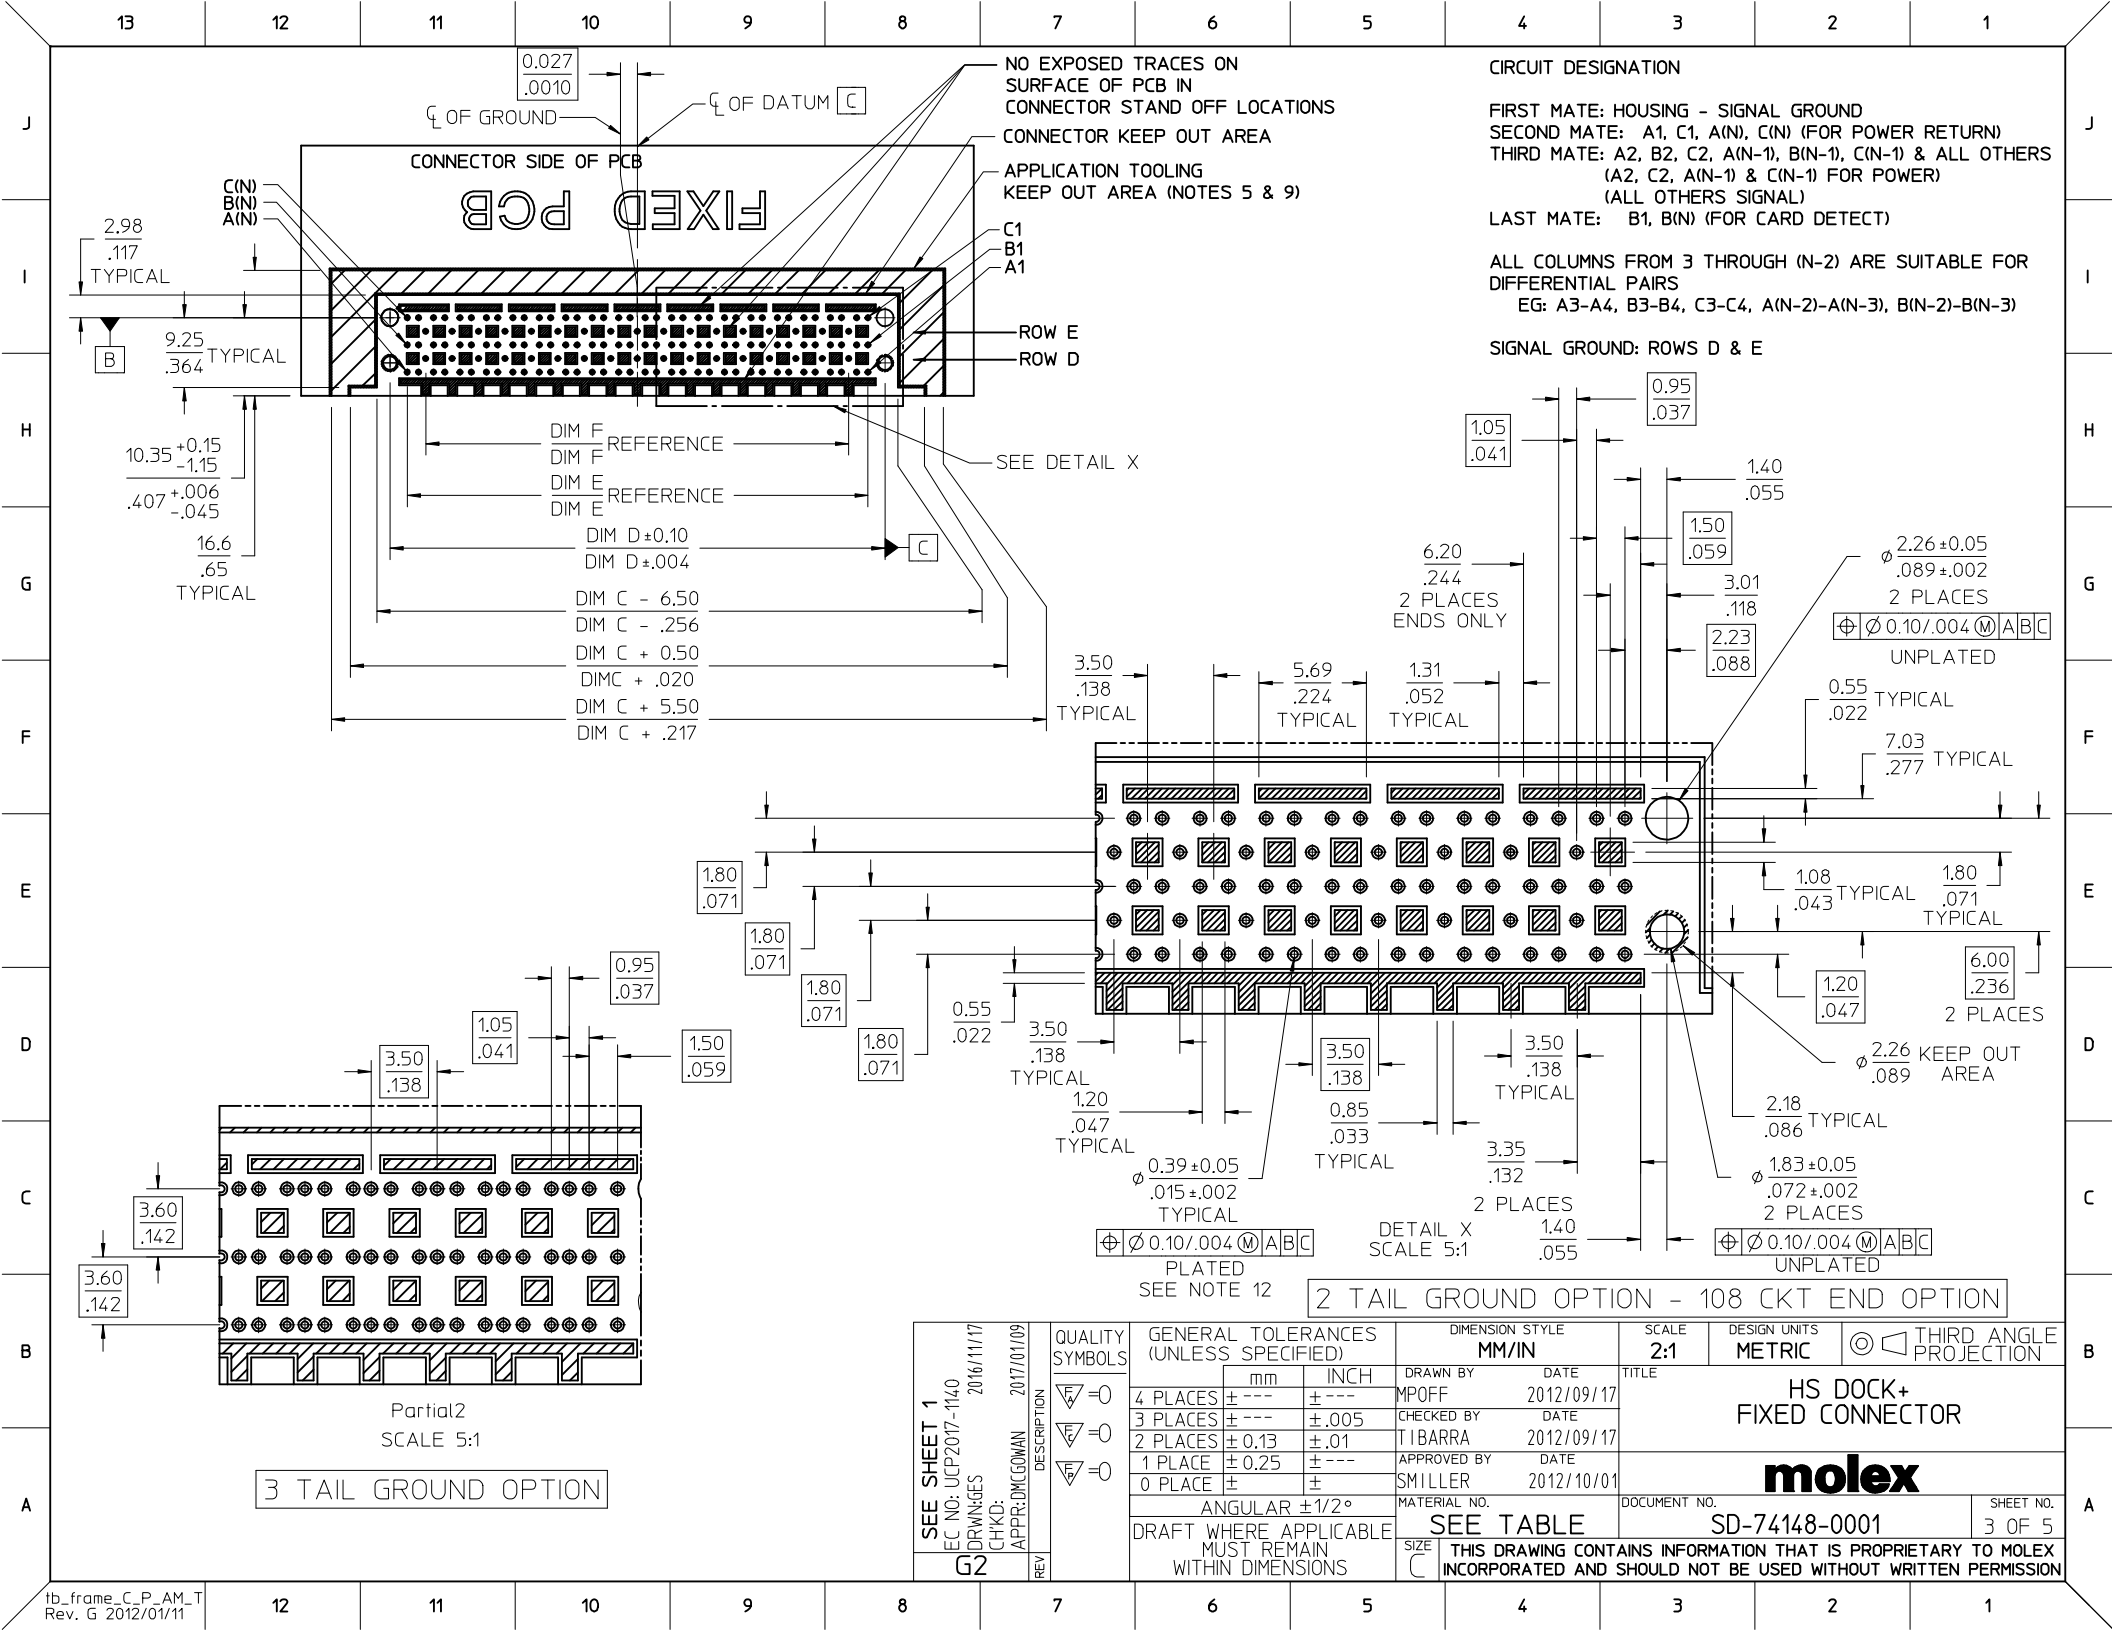 13 12 11 10 9 8 7 6 5 4 3 2 1
J
I
H
G
F
E
D
C
B
A
0.027
.0010
℄ OF GROUND
℄ OF DATUM C
CONNECTOR SIDE OF PCB
FIXED PCB
C(N)
B(N)
A(N)
NO EXPOSED TRACES ON
SURFACE OF PCB IN
CONNECTOR STAND OFF LOCATIONS
CONNECTOR KEEP OUT AREA
APPLICATION TOOLING
KEEP OUT AREA (NOTES 5 & 9)
C1
B1
A1
ROW E
ROW D
SEE DETAIL X
2.98
.117
TYPICAL
B
9.25
.364
TYPICAL
10.35 +0.15
-1.15
.407 +.006
-.045
16.6
.65
TYPICAL
DIM F
DIM F
REFERENCE
DIM E
DIM E
REFERENCE
DIM D±0.10
DIM D±.004
C
DIM C - 6.50
DIM C - .256
DIM C + 0.50
DIMC + .020
DIM C + 5.50
DIM C + .217
CIRCUIT DESIGNATION
FIRST MATE: HOUSING - SIGNAL GROUND
SECOND MATE: A1, C1, A(N), C(N) (FOR POWER RETURN)
THIRD MATE: A2, B2, C2, A(N-1), B(N-1), C(N-1) & ALL OTHERS
(A2, C2, A(N-1) & C(N-1) FOR POWER)
(ALL OTHERS SIGNAL)
LAST MATE: B1, B(N) (FOR CARD DETECT)
ALL COLUMNS FROM 3 THROUGH (N-2) ARE SUITABLE FOR
DIFFERENTIAL PAIRS
EG: A3-A4, B3-B4, C3-C4, A(N-2)-A(N-3), B(N-2)-B(N-3)
SIGNAL GROUND: ROWS D & E
0.95
.037
1.05
.041
1.40
.055
1.50
.059
6.20
.244
2 PLACES
ENDS ONLY
3.01
.118
2.23
.088
⌀ 2.26±0.05
.089±.002
2 PLACES
⌖ ⌀ 0.10/.004 Ⓜ A B C
UNPLATED
3.50
.138
TYPICAL
5.69
.224
TYPICAL
1.31
.052
TYPICAL
0.55
.022
TYPICAL
7.03
.277
TYPICAL
1.80
.071
1.80
.071
1.80
.071
1.80
.071
1.08
.043
TYPICAL
1.80
.071
TYPICAL
6.00
.236
2 PLACES
1.20
.047
0.55
.022
3.50
.138
TYPICAL
1.20
.047
TYPICAL
3.50
.138
0.85
.033
TYPICAL
3.50
.138
TYPICAL
3.35
.132
2 PLACES
⌀ 2.26
.089
KEEP OUT
AREA
2.18
.086
TYPICAL
⌀ 0.39±0.05
.015±.002
TYPICAL
⌖ ⌀ 0.10/.004 Ⓜ A B C
PLATED
SEE NOTE 12
DETAIL X
SCALE 5:1
1.40
.055
⌀ 1.83±0.05
.072±.002
2 PLACES
⌖ ⌀ 0.10/.004 Ⓜ A B C
UNPLATED
2 TAIL GROUND OPTION - 108 CKT END OPTION
0.95
.037
1.05
.041
3.50
.138
1.50
.059
3.60
.142
3.60
.142
Partial2
SCALE 5:1
3 TAIL GROUND OPTION
SEE SHEET 1
EC NO: UCP2017-1140
DRWN:GES 2016/11/17
CH'KD:
APPR:DMCGOWAN 2017/01/09
DESCRIPTION
G2
REV
QUALITY
SYMBOLS
F A =0
F C =0
F P =0
GENERAL TOLERANCES
(UNLESS SPECIFIED)
mm INCH
4 PLACES ± --- ± ---
3 PLACES ± --- ± .005
2 PLACES ± 0.13 ± .01
1 PLACE ± 0.25 ± ---
0 PLACE ± ±
ANGULAR ±1/2°
DRAFT WHERE APPLICABLE
MUST REMAIN
WITHIN DIMENSIONS
DIMENSION STYLE
MM/IN
SCALE
2:1
DESIGN UNITS
METRIC
THIRD ANGLE
PROJECTION
DRAWN BY DATE
MPOFF 2012/09/17
CHECKED BY DATE
TIBARRA 2012/09/17
APPROVED BY DATE
SMILLER 2012/10/01
TITLE
HS DOCK+
FIXED CONNECTOR
molex
MATERIAL NO.
SEE TABLE
DOCUMENT NO.
SD-74148-0001
SHEET NO.
3 OF 5
SIZE
C
THIS DRAWING CONTAINS INFORMATION THAT IS PROPRIETARY TO MOLEX
INCORPORATED AND SHOULD NOT BE USED WITHOUT WRITTEN PERMISSION
J
I
H
G
F
E
D
C
B
A
tb_frame_C_P_AM_T
Rev. G 2012/01/11
12 11 10 9 8 7 6 5 4 3 2 1